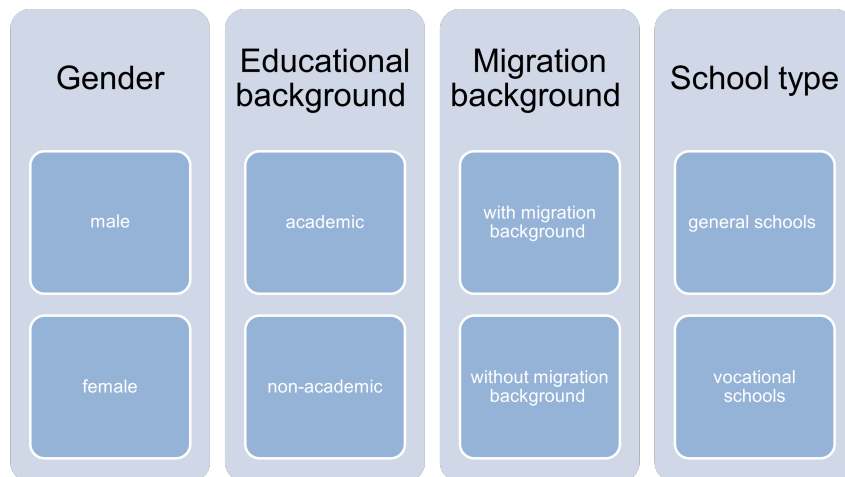 Gender
male
female
Educational
background
academic
non-academic
Migration
background
with migration
background
without migration
background
School type
general schools
vocational
schools